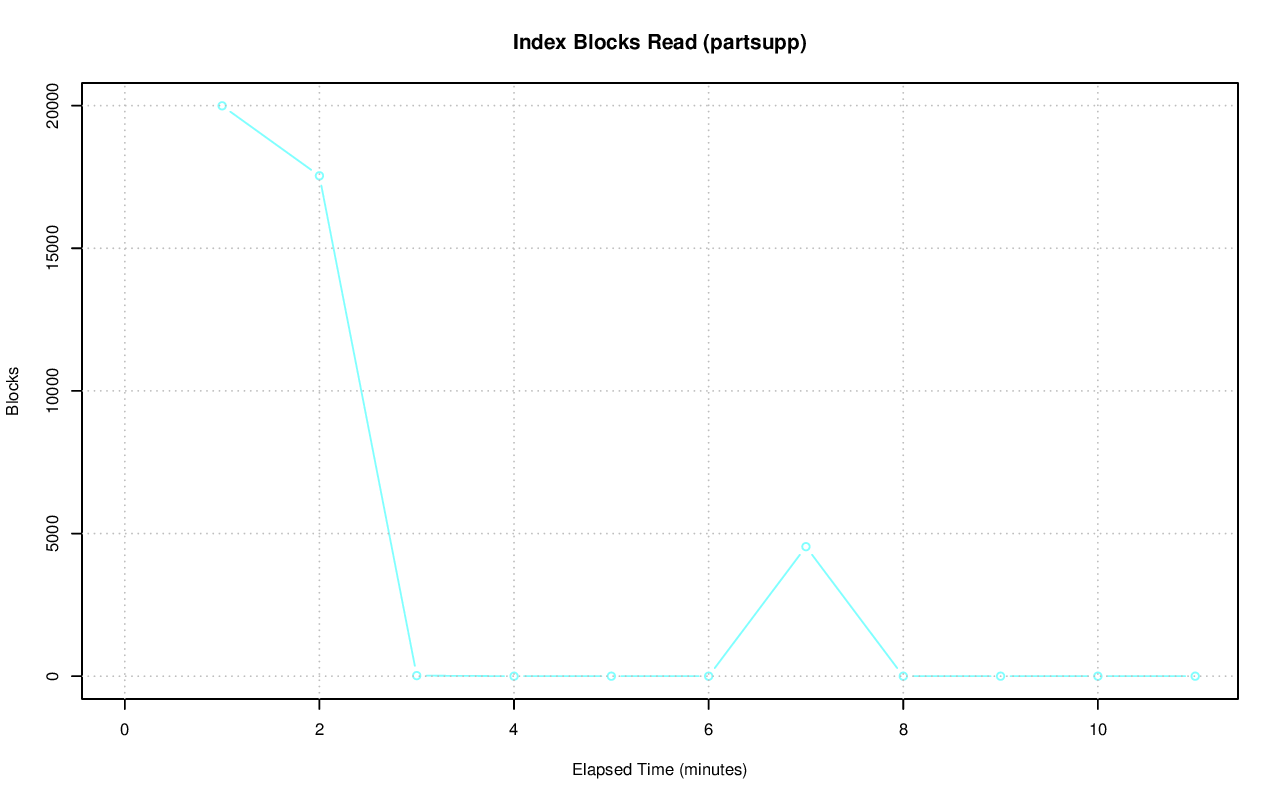 Index Blocks Read (partsupp)
20000
15000
10000
5000
0
Blocks
0 2 4 6 8 10
Elapsed Time (minutes)